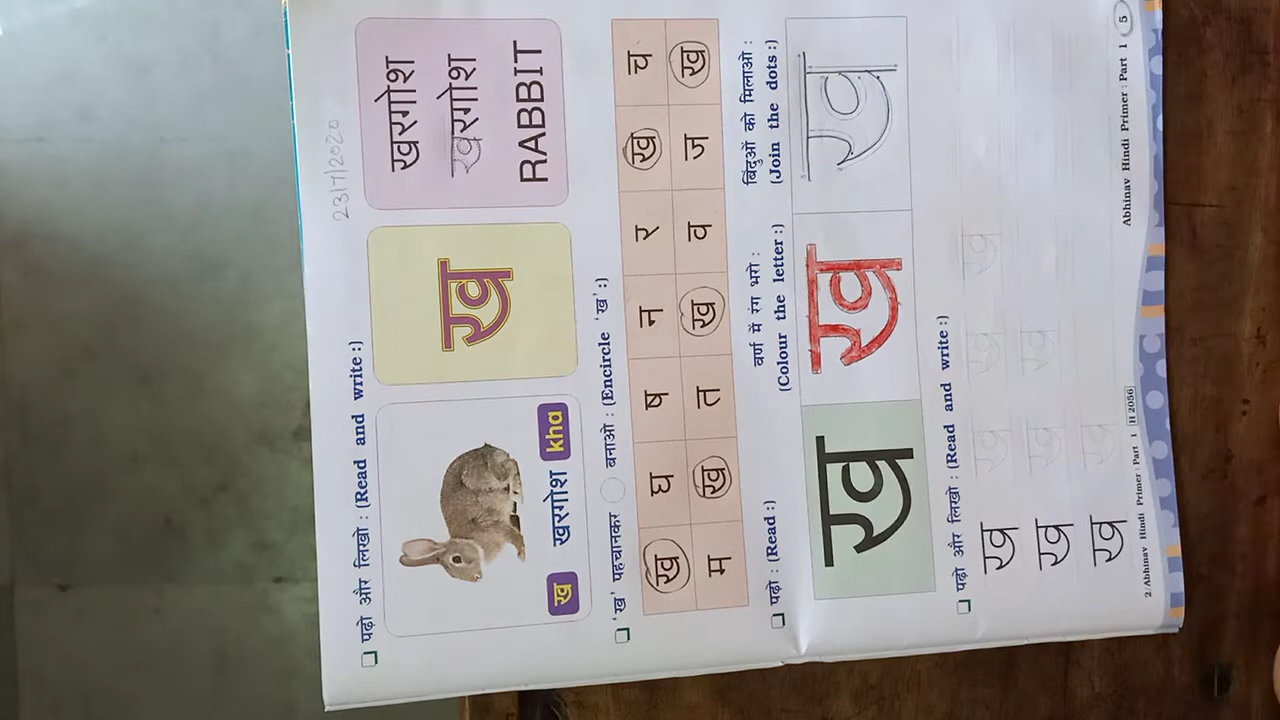 23/7/2020
पढ़ो और लिखो : (Read and write :)
ख खरगोश kha
ख
खरगोश
खरगोश
RABBIT
'ख' पहचानकर बनाओ : (Encircle 'ख' :)
ख घ ष न र ख च
म ख त ख व ज ख
पढ़ो : (Read :)
वर्ण में रंग भरो :
(Colour the letter :)
बिंदुओं को मिलाओ :
(Join the dots :)
ख ख ख
पढ़ो और लिखो : (Read and write :)
ख ख ख ख
ख ख ख
ख ख
2/Abhinav Hindi Primer : Part 1 H 2056
Abhinav Hindi Primer : Part 1 5